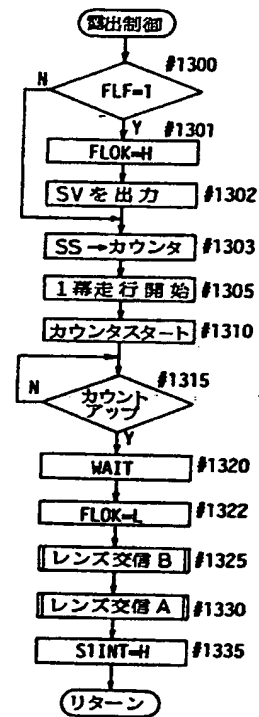 露出制御
#1300
N
FLF=1
Y
#1301
FLOK=H
SVを出力 #1302
SS→カウンタ #1303
1幕走行開始 #1305
カウンタスタート #1310
#1315
N
カウント
アップ
Y
WAIT #1320
FLOK=L #1322
レンズ交信B #1325
レンズ交信A #1330
S1INT=H #1335
リターン